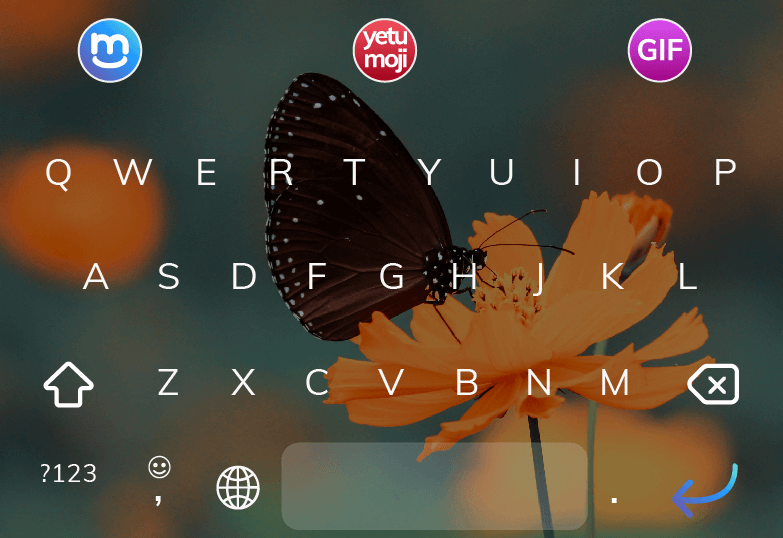 m
yetu
moji
GIF
Q W E R T Y U I O P
A S D F G H J K L
Z X C V B N M
?123 , .